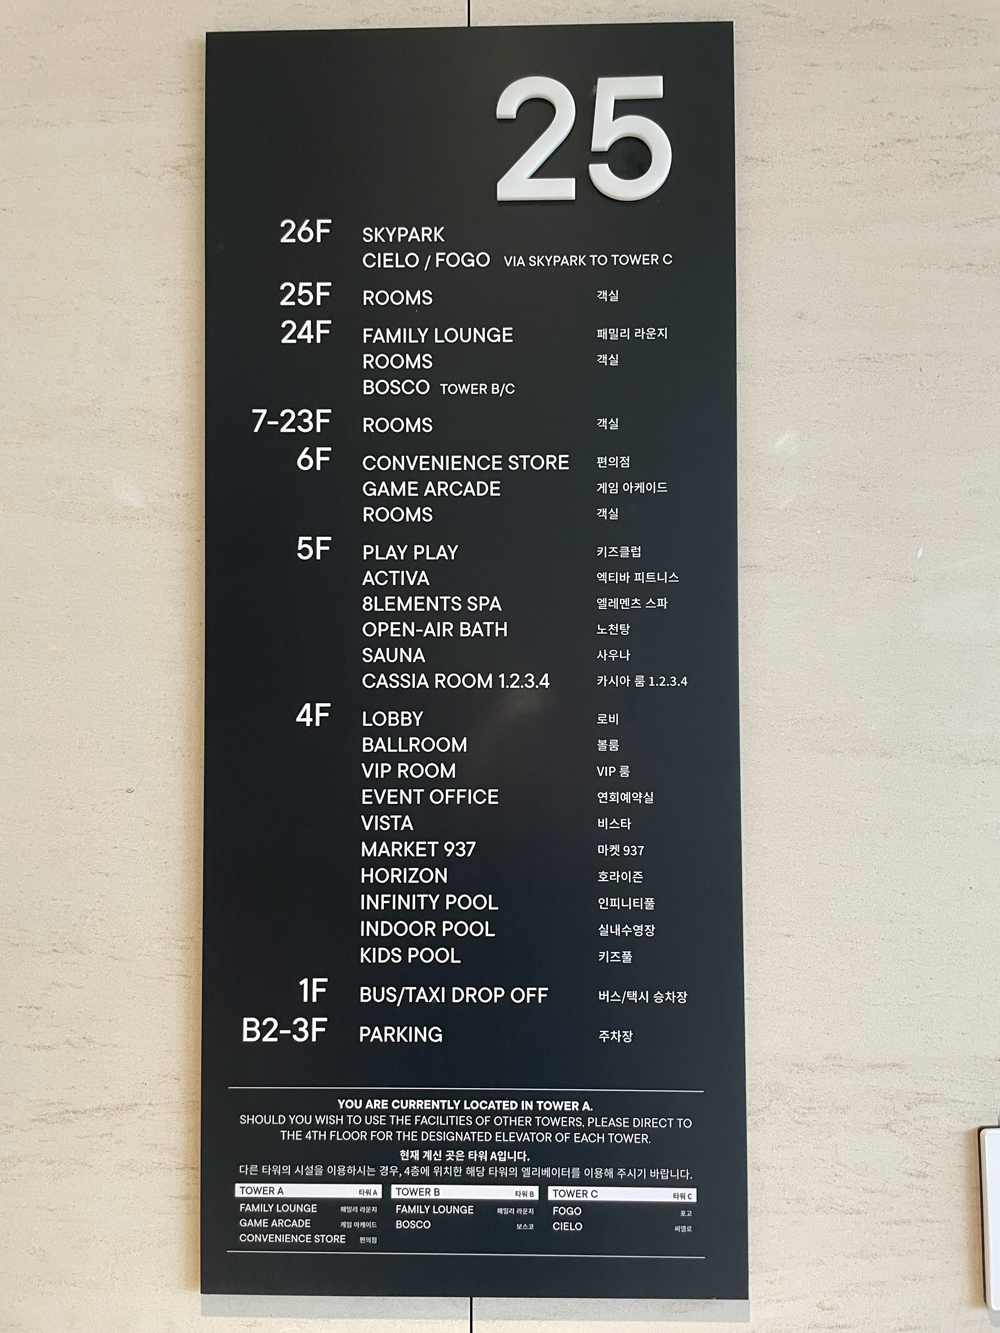 25
26F SKYPARK
CIELO / FOGO VIA SKYPARK TO TOWER C
25F ROOMS 객실
24F FAMILY LOUNGE 패밀리 라운지
ROOMS 객실
BOSCO TOWER B/C
7-23F ROOMS 객실
6F CONVENIENCE STORE 편의점
GAME ARCADE 게임 아케이드
ROOMS 객실
5F PLAY PLAY 키즈클럽
ACTIVA 엑티바 피트니스
8LEMENTS SPA 엘레멘츠 스파
OPEN-AIR BATH 노천탕
SAUNA 사우나
CASSIA ROOM 1.2.3.4 카시아 룸 1.2.3.4
4F LOBBY 로비
BALLROOM 볼룸
VIP ROOM VIP 룸
EVENT OFFICE 연회예약실
VISTA 비스타
MARKET 937 마켓 937
HORIZON 호라이즌
INFINITY POOL 인피니티풀
INDOOR POOL 실내수영장
KIDS POOL 키즈풀
1F BUS/TAXI DROP OFF 버스/택시 승차장
B2-3F PARKING 주차장
YOU ARE CURRENTLY LOCATED IN TOWER A.
SHOULD YOU WISH TO USE THE FACILITIES OF OTHER TOWERS, PLEASE DIRECT TO
THE 4TH FLOOR FOR THE DESIGNATED ELEVATOR OF EACH TOWER.
현재 계신 곳은 타워 A입니다.
다른 타워의 시설을 이용하시는 경우, 4층에 위치한 해당 타워의 엘리베이터를 이용해 주시기 바랍니다.
TOWER A 타워 A TOWER B 타워 B TOWER C 타워 C
FAMILY LOUNGE 패밀리 라운지 FAMILY LOUNGE 패밀리 라운지 FOGO 포고
GAME ARCADE 게임 아케이드 BOSCO 보스코 CIELO 씨엘로
CONVENIENCE STORE 편의점